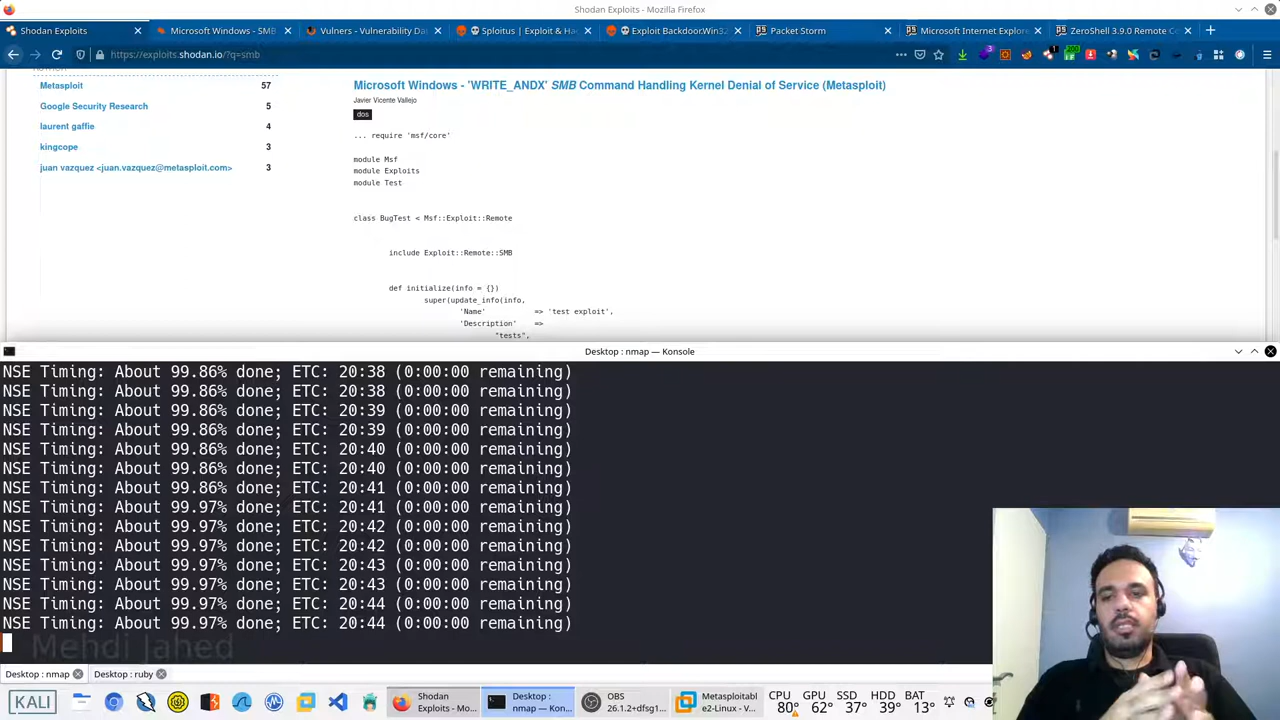 Shodan Exploits - Mozilla Firefox
Shodan Exploits
Microsoft Windows - SMB
Vulners - Vulnerability Da
Sploitus | Exploit & Ha
Exploit BackdoorWin32
Packet Storm
Microsoft Internet Explor
ZeroShell 3.9.0 Remote Co
https://exploits.shodan.io/?q=smb
Metasploit 57
Google Security Research 5
laurent gaffie 4
kingcope 3
juan vazquez <juan.vazquez@metasploit.com> 3
Microsoft Windows - 'WRITE_ANDX' SMB Command Handling Kernel Denial of Service (Metasploit)
Javier Vicente Vallejo
dos
... require 'msf/core'
module Msf
module Exploits
module Test
class BugTest < Msf::Exploit::Remote
include Exploit::Remote::SMB
def initialize(info = {})
super(update_info(info,
'Name' => 'test exploit',
'Description' =>
"tests",
Desktop : nmap — Konsole
NSE Timing: About 99.86% done; ETC: 20:38 (0:00:00 remaining)
NSE Timing: About 99.86% done; ETC: 20:38 (0:00:00 remaining)
NSE Timing: About 99.86% done; ETC: 20:39 (0:00:00 remaining)
NSE Timing: About 99.86% done; ETC: 20:39 (0:00:00 remaining)
NSE Timing: About 99.86% done; ETC: 20:40 (0:00:00 remaining)
NSE Timing: About 99.86% done; ETC: 20:40 (0:00:00 remaining)
NSE Timing: About 99.86% done; ETC: 20:41 (0:00:00 remaining)
NSE Timing: About 99.97% done; ETC: 20:41 (0:00:00 remaining)
NSE Timing: About 99.97% done; ETC: 20:42 (0:00:00 remaining)
NSE Timing: About 99.97% done; ETC: 20:42 (0:00:00 remaining)
NSE Timing: About 99.97% done; ETC: 20:43 (0:00:00 remaining)
NSE Timing: About 99.97% done; ETC: 20:43 (0:00:00 remaining)
NSE Timing: About 99.97% done; ETC: 20:44 (0:00:00 remaining)
NSE Timing: About 99.97% done; ETC: 20:44 (0:00:00 remaining)
Mehdi Jahed
Desktop : nmap
Desktop : ruby
KALI
Shodan
Exploits - Mo...
Desktop :
nmap — Kon...
OBS
26.1.2+dfsg1...
Metasploitabl
e2-Linux - V...
CPU GPU SSD HDD BAT
80° 62° 37° 39° 13°